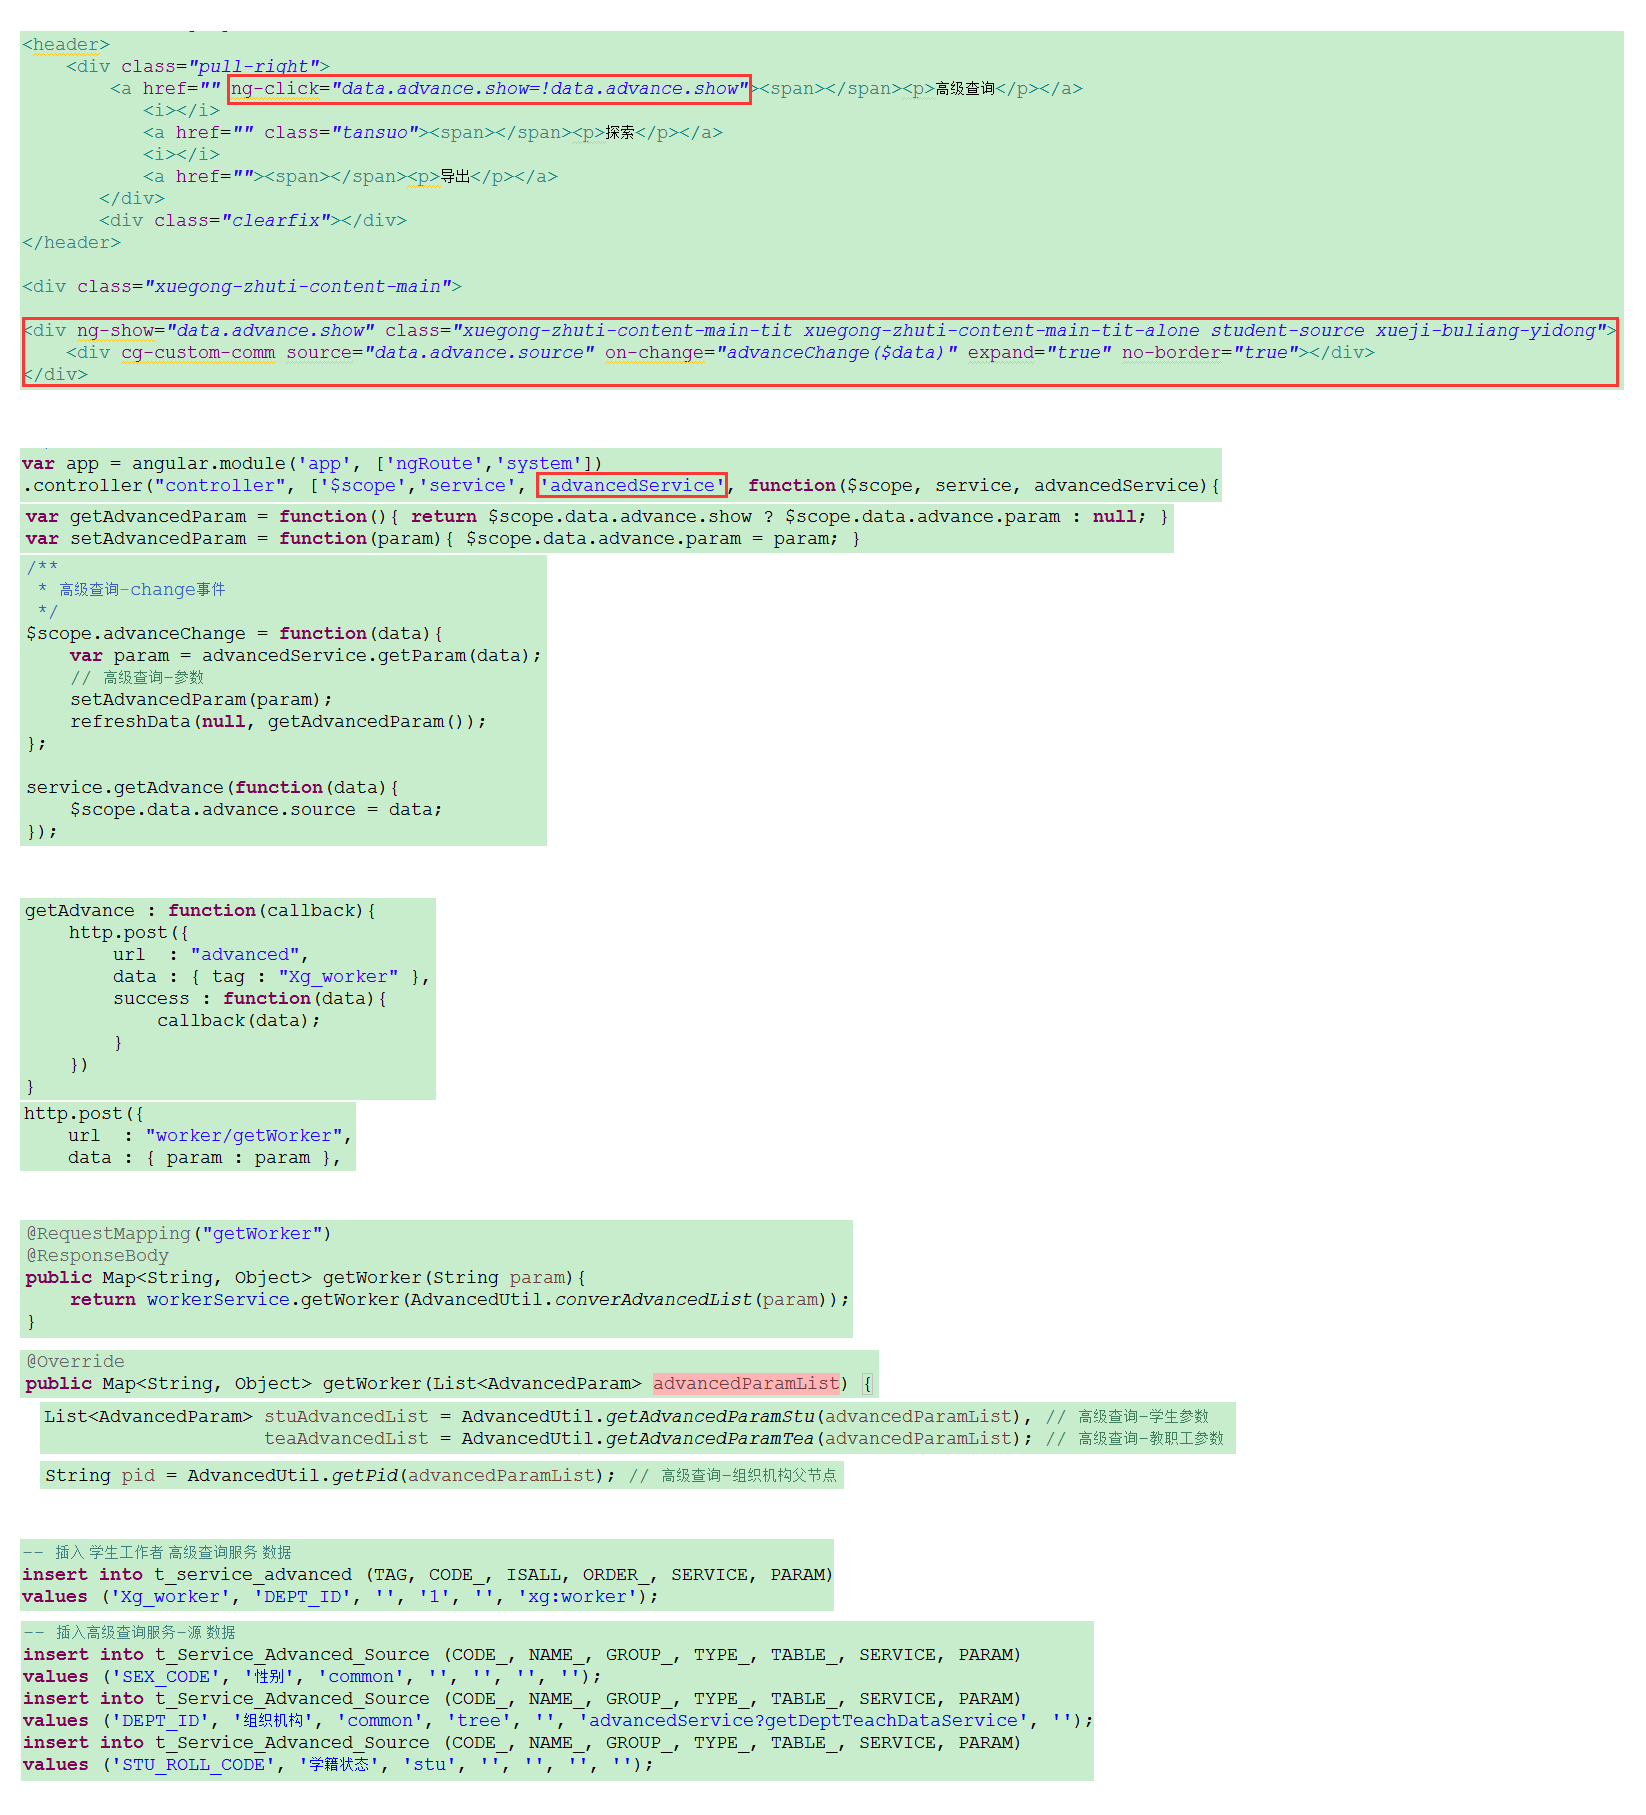 <header>
    <div class="pull-right">
        <a href="" ng-click="data.advance.show=!data.advance.show"><span></span><p>高级查询</p></a>
           <i></i>
           <a href="" class="tansuo"><span></span><p>探索</p></a>
           <i></i>
           <a href=""><span></span><p>导出</p></a>
       </div>
       <div class="clearfix"></div>
</header>
<div class="xuegong-zhuti-content-main">
<div ng-show="data.advance.show" class="xuegong-zhuti-content-main-tit xuegong-zhuti-content-main-tit-alone student-source xueji-buliang-yidong">
    <div cg-custom-comm source="data.advance.source" on-change="advanceChange($data)" expand="true" no-border="true"></div>
</div>
var app = angular.module('app', ['ngRoute','system'])
.controller("controller", ['$scope','service', 'advancedService', function($scope, service, advancedService){
var getAdvancedParam = function(){ return $scope.data.advance.show ? $scope.data.advance.param : null; }
var setAdvancedParam = function(param){ $scope.data.advance.param = param; }
/**
 * 高级查询-change事件
 */
$scope.advanceChange = function(data){
    var param = advancedService.getParam(data);
    // 高级查询-参数
    setAdvancedParam(param);
    refreshData(null, getAdvancedParam());
};
service.getAdvance(function(data){
    $scope.data.advance.source = data;
});
getAdvance : function(callback){
    http.post({
        url  : "advanced",
        data : { tag : "Xg_worker" },
        success : function(data){
            callback(data);
        }
    })
}
http.post({
    url  : "worker/getWorker",
    data : { param : param },
@RequestMapping("getWorker")
@ResponseBody
public Map<String, Object> getWorker(String param){
    return workerService.getWorker(AdvancedUtil.converAdvancedList(param));
}
@Override
public Map<String, Object> getWorker(List<AdvancedParam> advancedParamList) {
List<AdvancedParam> stuAdvancedList = AdvancedUtil.getAdvancedParamStu(advancedParamList), // 高级查询-学生参数
                    teaAdvancedList = AdvancedUtil.getAdvancedParamTea(advancedParamList); // 高级查询-教职工参数
String pid = AdvancedUtil.getPid(advancedParamList); // 高级查询-组织机构父节点
-- 插入 学生工作者 高级查询服务 数据
insert into t_service_advanced (TAG, CODE_, ISALL, ORDER_, SERVICE, PARAM)
values ('Xg_worker', 'DEPT_ID', '', '1', '', 'xg:worker');
-- 插入高级查询服务-源 数据
insert into t_Service_Advanced_Source (CODE_, NAME_, GROUP_, TYPE_, TABLE_, SERVICE, PARAM)
values ('SEX_CODE', '性别', 'common', '', '', '', '');
insert into t_Service_Advanced_Source (CODE_, NAME_, GROUP_, TYPE_, TABLE_, SERVICE, PARAM)
values ('DEPT_ID', '组织机构', 'common', 'tree', '', 'advancedService?getDeptTeachDataService', '');
insert into t_Service_Advanced_Source (CODE_, NAME_, GROUP_, TYPE_, TABLE_, SERVICE, PARAM)
values ('STU_ROLL_CODE', '学籍状态', 'stu', '', '', '', '');